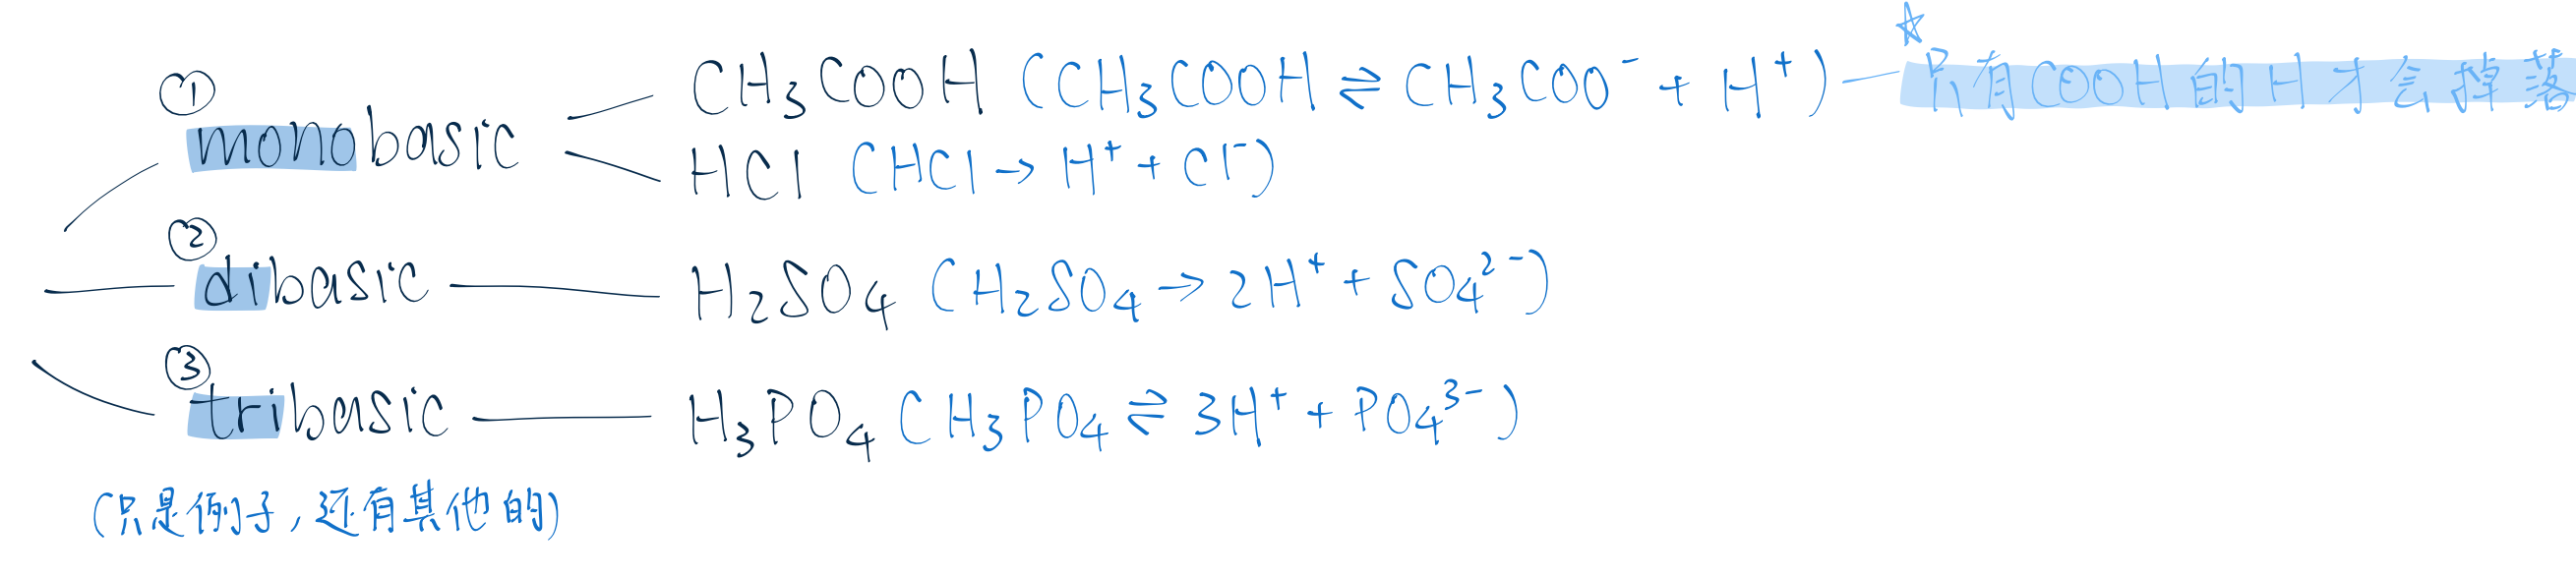 ① monobasic
CH₃COOH (CH₃COOH ⇌ CH₃COO⁻ + H⁺) — ☆只有COOH的H才会掉落
HCl (HCl → H⁺ + Cl⁻)
② dibasic — H₂SO₄ (H₂SO₄ → 2H⁺ + SO₄²⁻)
③ tribasic — H₃PO₄ (H₃PO₄ ⇌ 3H⁺ + PO₄³⁻)
(只是例子,还有其他的)